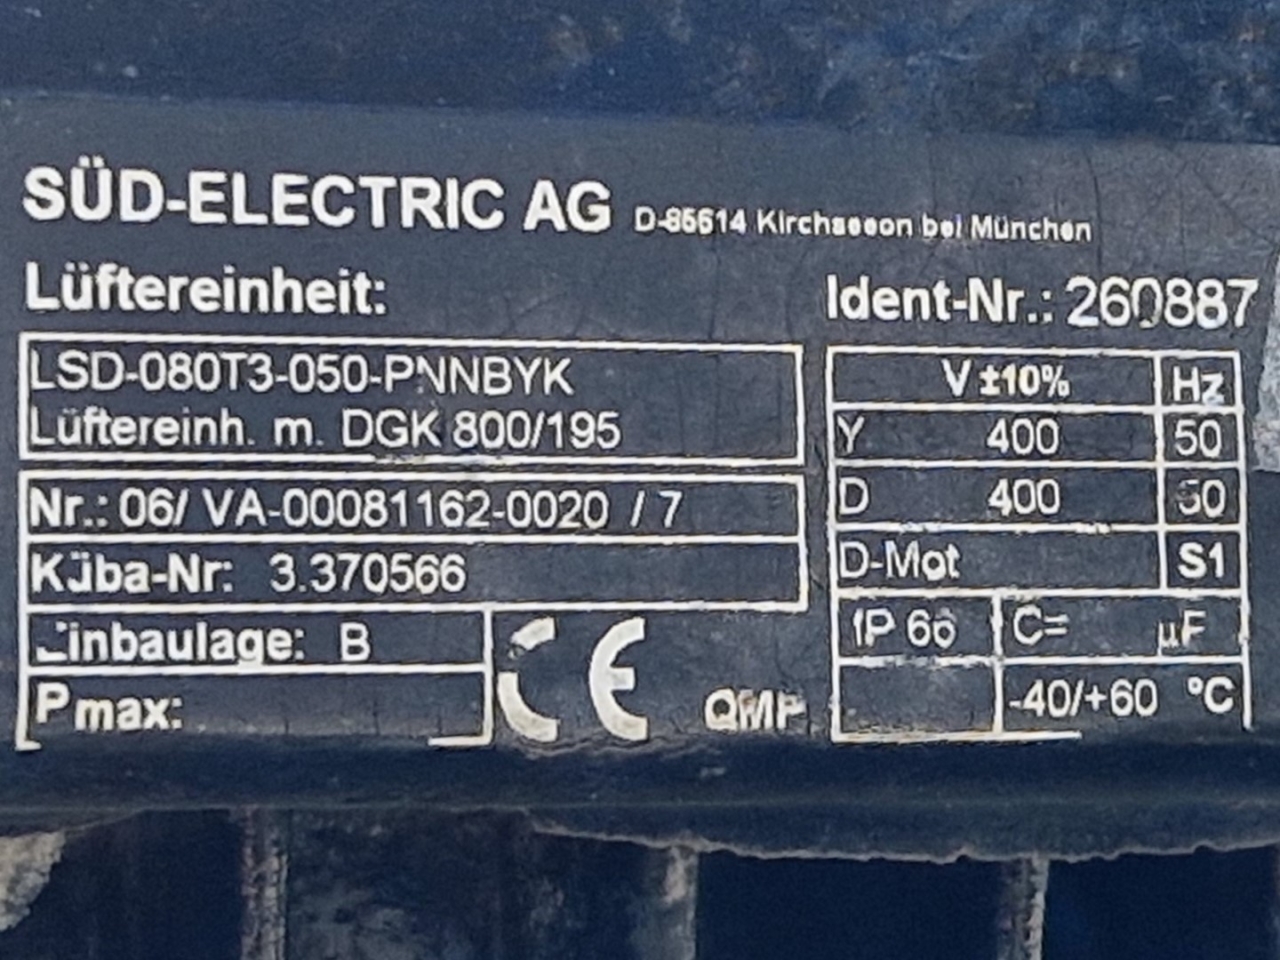 SÜD-ELECTRIC AG D-85614 Kirchseeon bei München
Lüftereinheit:
Ident-Nr.: 260887
LSD-080T3-050-PNNBYK
Lüftereinh. m. DGK 800/195
Nr.: 06/ VA-00081162-0020 / 7
Küba-Nr: 3.370566
Einbaulage: B
Pmax:
CE
QMP
V ±10% Hz
Y 400 50
D 400 50
D-Mot S1
IP 66 C= µF
-40/+60 °C